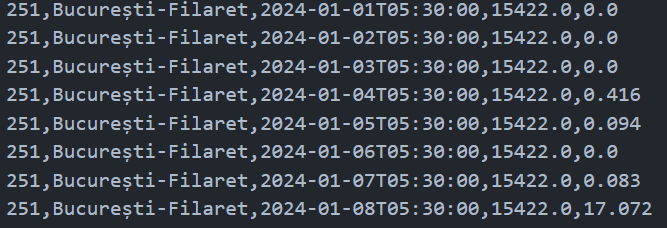 251,București-Filaret,2024-01-01T05:30:00,15422.0,0.0
251,București-Filaret,2024-01-02T05:30:00,15422.0,0.0
251,București-Filaret,2024-01-03T05:30:00,15422.0,0.0
251,București-Filaret,2024-01-04T05:30:00,15422.0,0.416
251,București-Filaret,2024-01-05T05:30:00,15422.0,0.094
251,București-Filaret,2024-01-06T05:30:00,15422.0,0.0
251,București-Filaret,2024-01-07T05:30:00,15422.0,0.083
251,București-Filaret,2024-01-08T05:30:00,15422.0,17.072